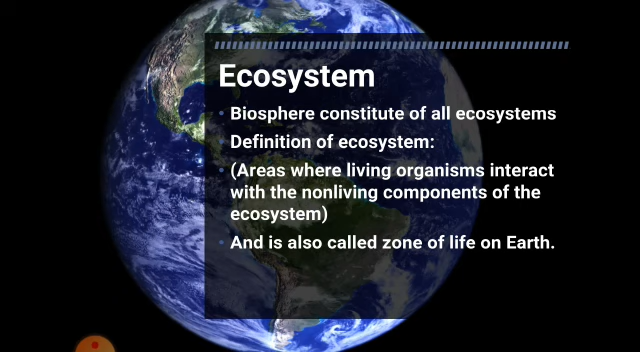 Ecosystem
• Biosphere constitute of all ecosystems
• Definition of ecosystem:
• (Areas where living organisms interact
with the nonliving components of the
ecosystem)
• And is also called zone of life on Earth.